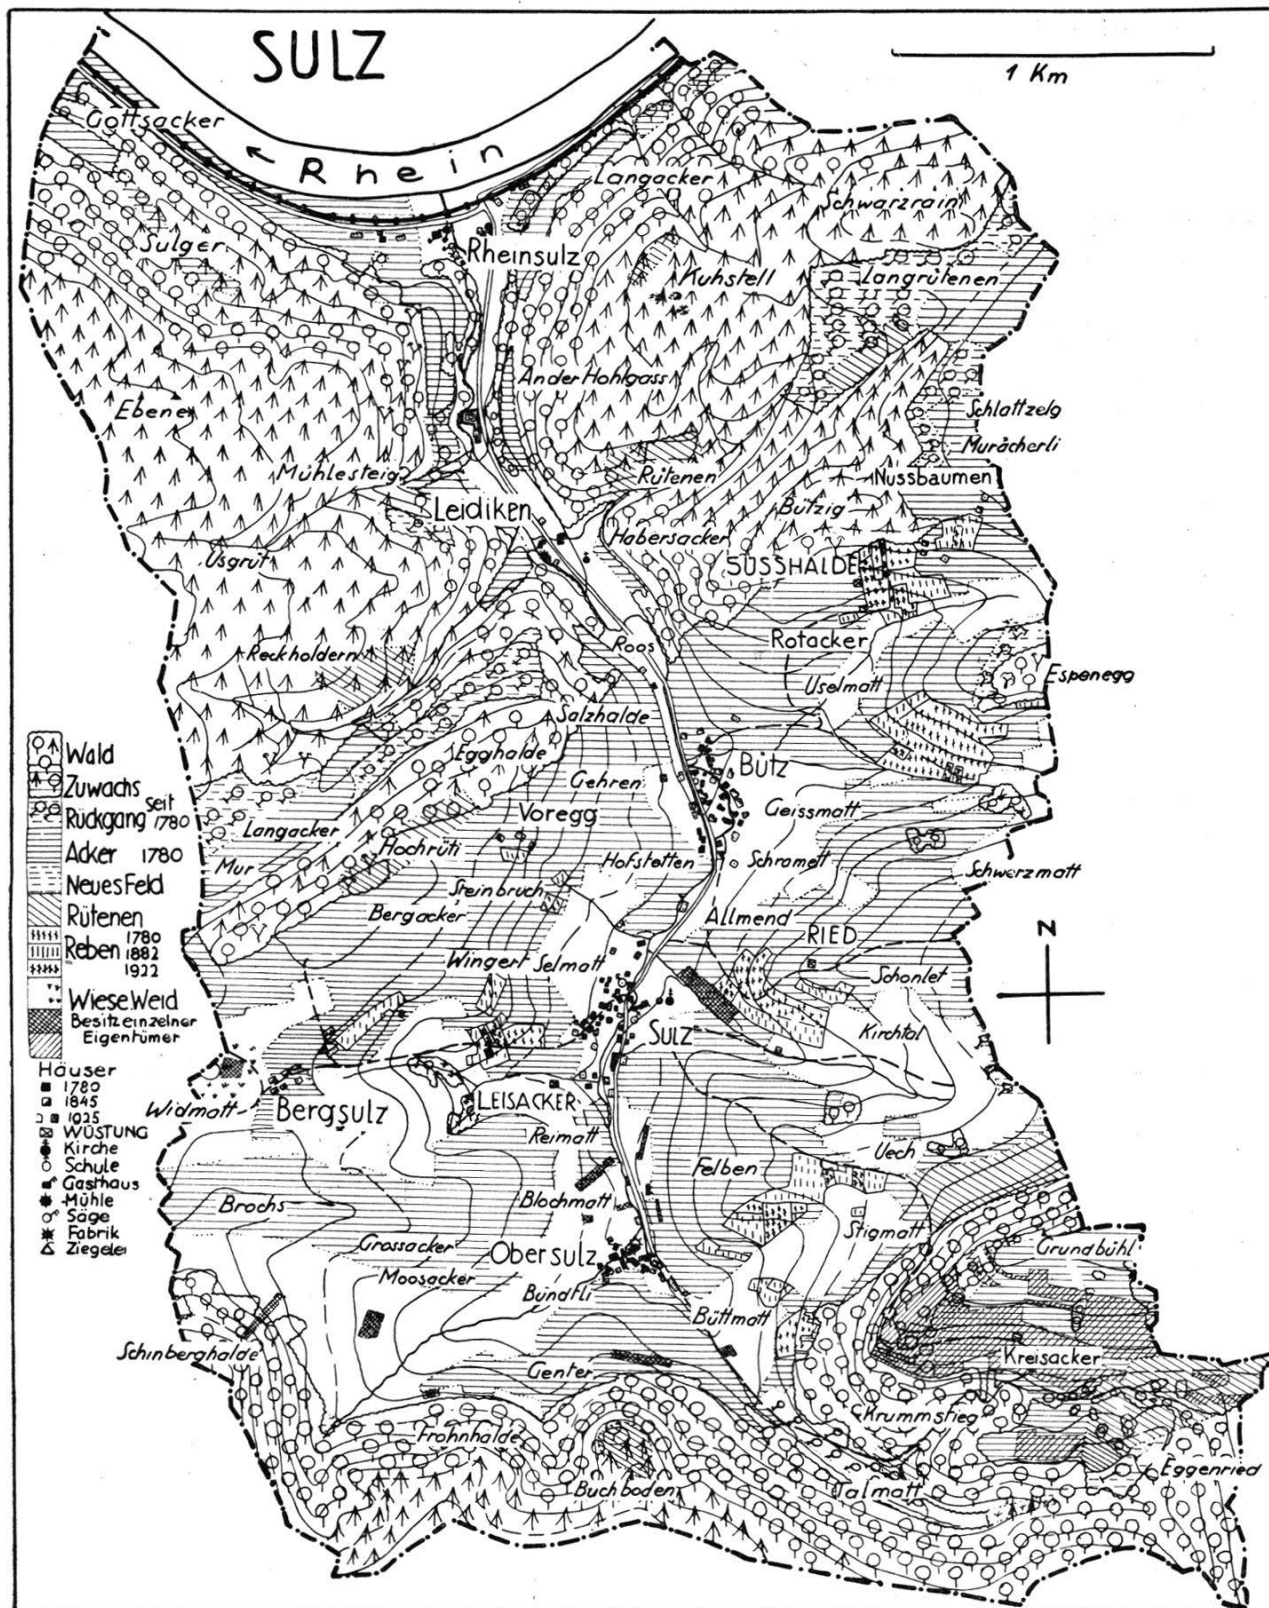 SULZ
1 Km
Gottsacker
← Rhein
Langacker
Schwarzrain
Sulger
Rheinsulz
Kuhstell
Langrütenen
An der Hohlgass
Ebene
Schlattzelg
Murächerli
Mühlesteig
Rütenen
Nussbaumen
Leidiken
Bützig
Habersacker
Usgrüt
SÜSSHALDE
Roos
Rotacker
Reckholdern
Uselmatt
Espenegg
Salzhalde
Egghalde
Bütz
Gehren
Voregg
Geissmatt
Langacker
Hochrüti
Mur
Hofstetten
Schramett
Schwerzmatt
Steinbruch
Bergacker
Allmend
RIED
Wingert
Selmatt
Schonlet
N
Sulz
Kirchtal
Widmatt
Bergsulz
LEISACKER
Reimatt
Uech
Felben
Blochmatt
Brochs
Stigmatt
Grossacker
Obersulz
Grundbühl
Moosacker
Bündtli
Büttmatt
Schinberghalde
Genter
Kreisacker
Krummstieg
Frohnhalde
Eggenried
Buchboden
Talmatt
Wald
Zuwachs
Rückgang seit 1780
Acker 1780
Neues Feld
Rütenen
1780
Reben 1882
1922
Wiese.Weid
Besitz einzelner
Eigentümer
Häuser
1780
1845
1925
WÜSTUNG
Kirche
Schule
Gasthaus
Mühle
Säge
Fabrik
Ziegelei